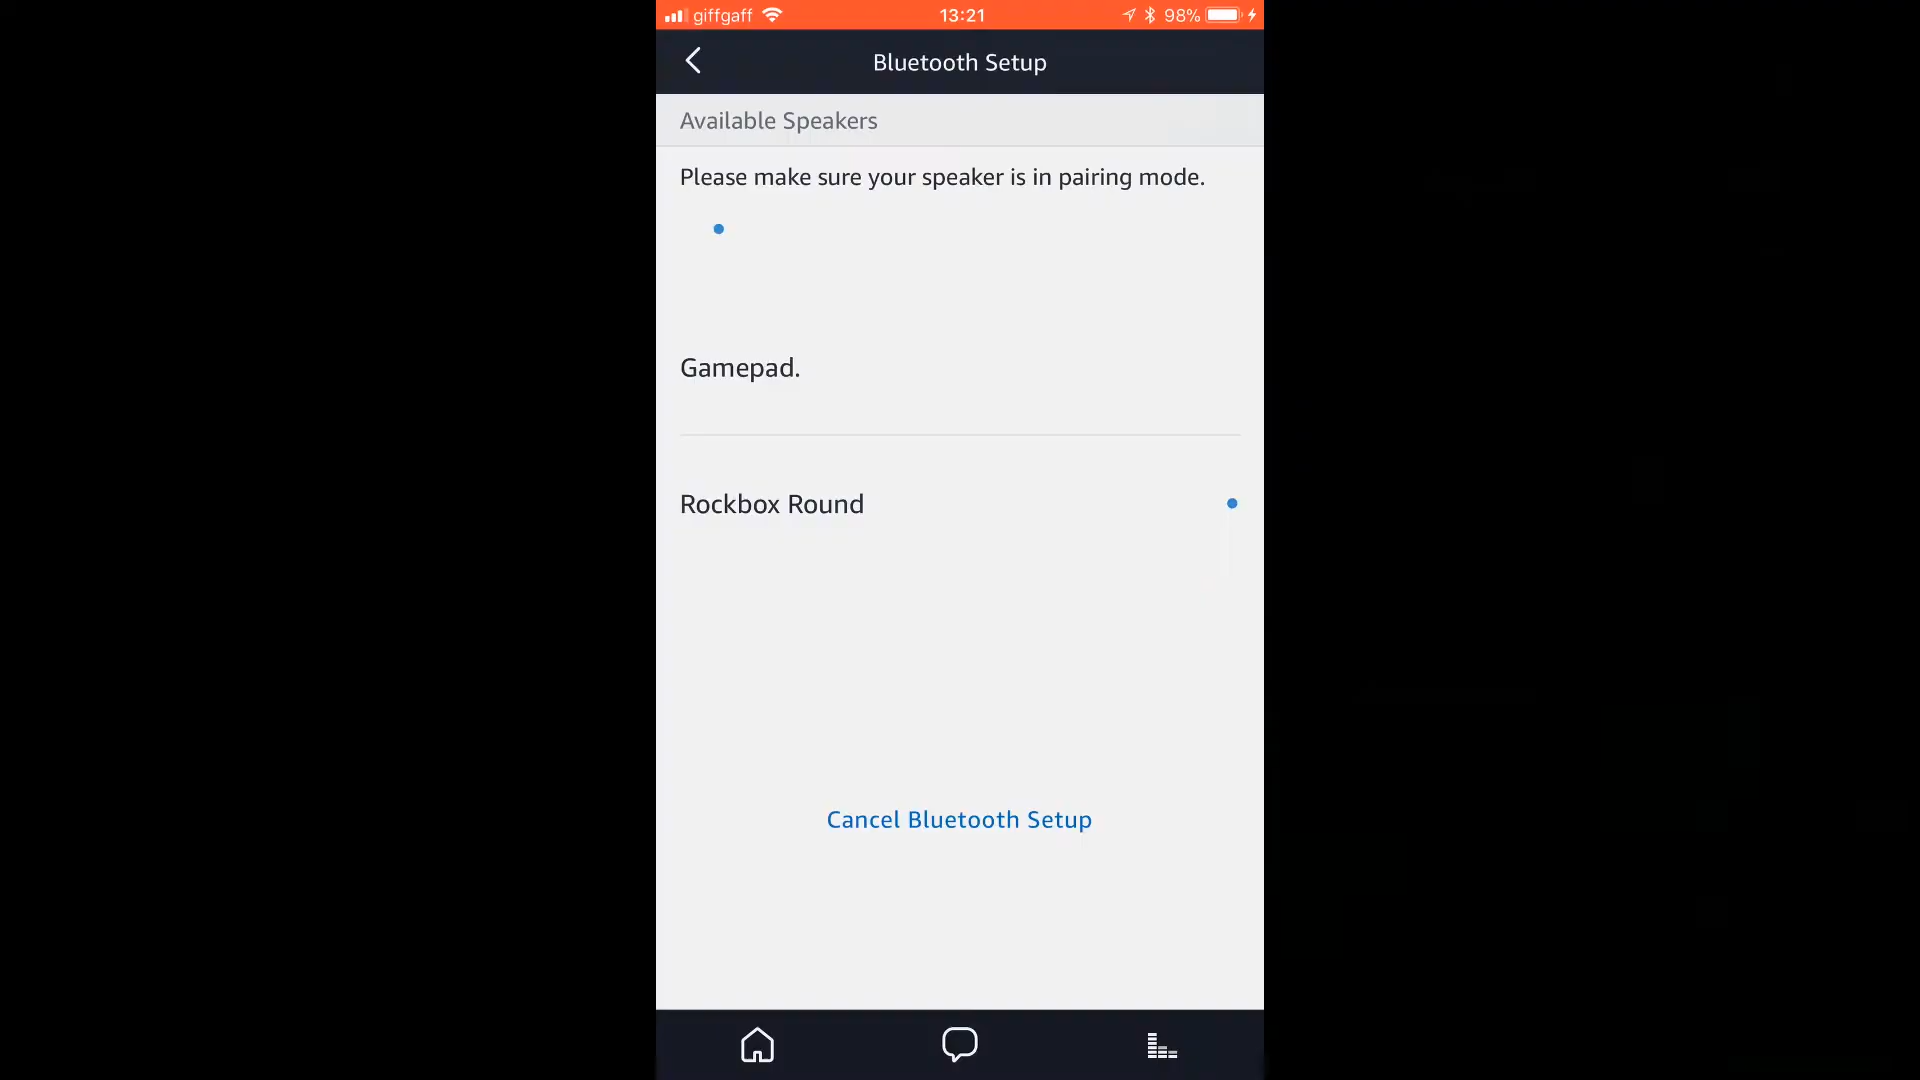 giffgaff 13:21 98%
Bluetooth Setup
Available Speakers
Please make sure your speaker is in pairing mode.
Gamepad.
Rockbox Round
Cancel Bluetooth Setup